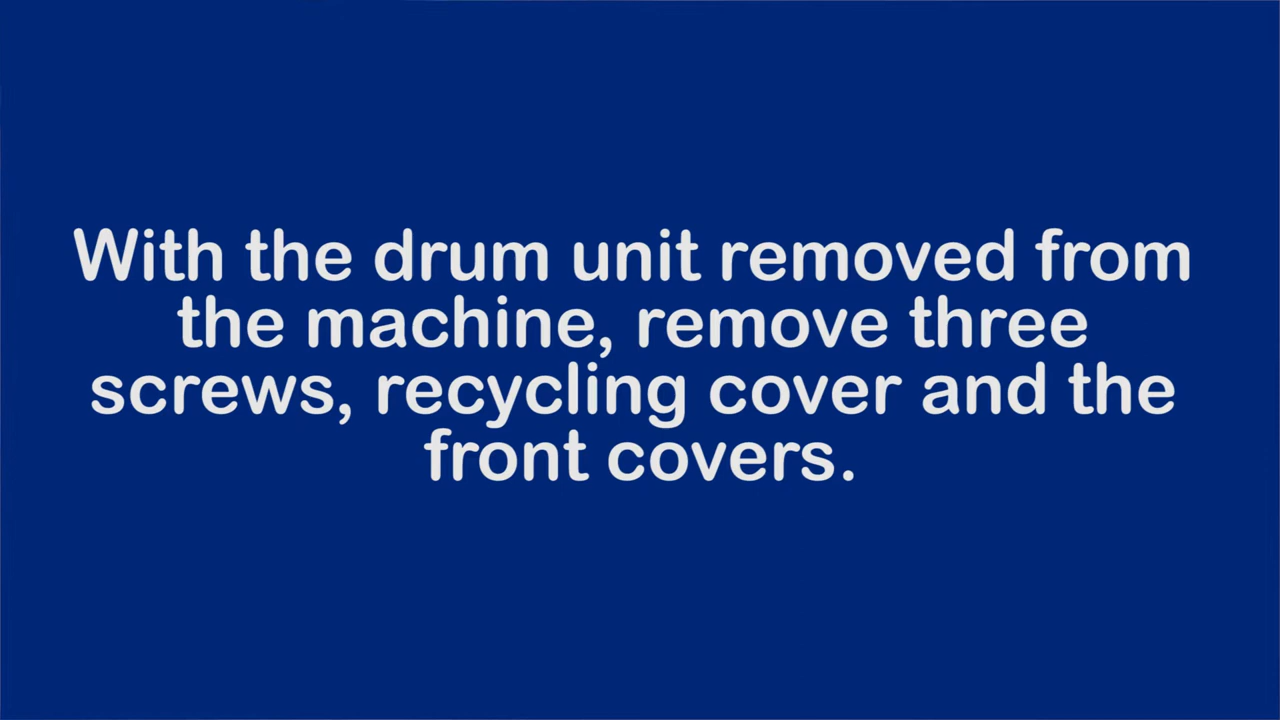 With the drum unit removed from
the machine, remove three
screws, recycling cover and the
front covers.